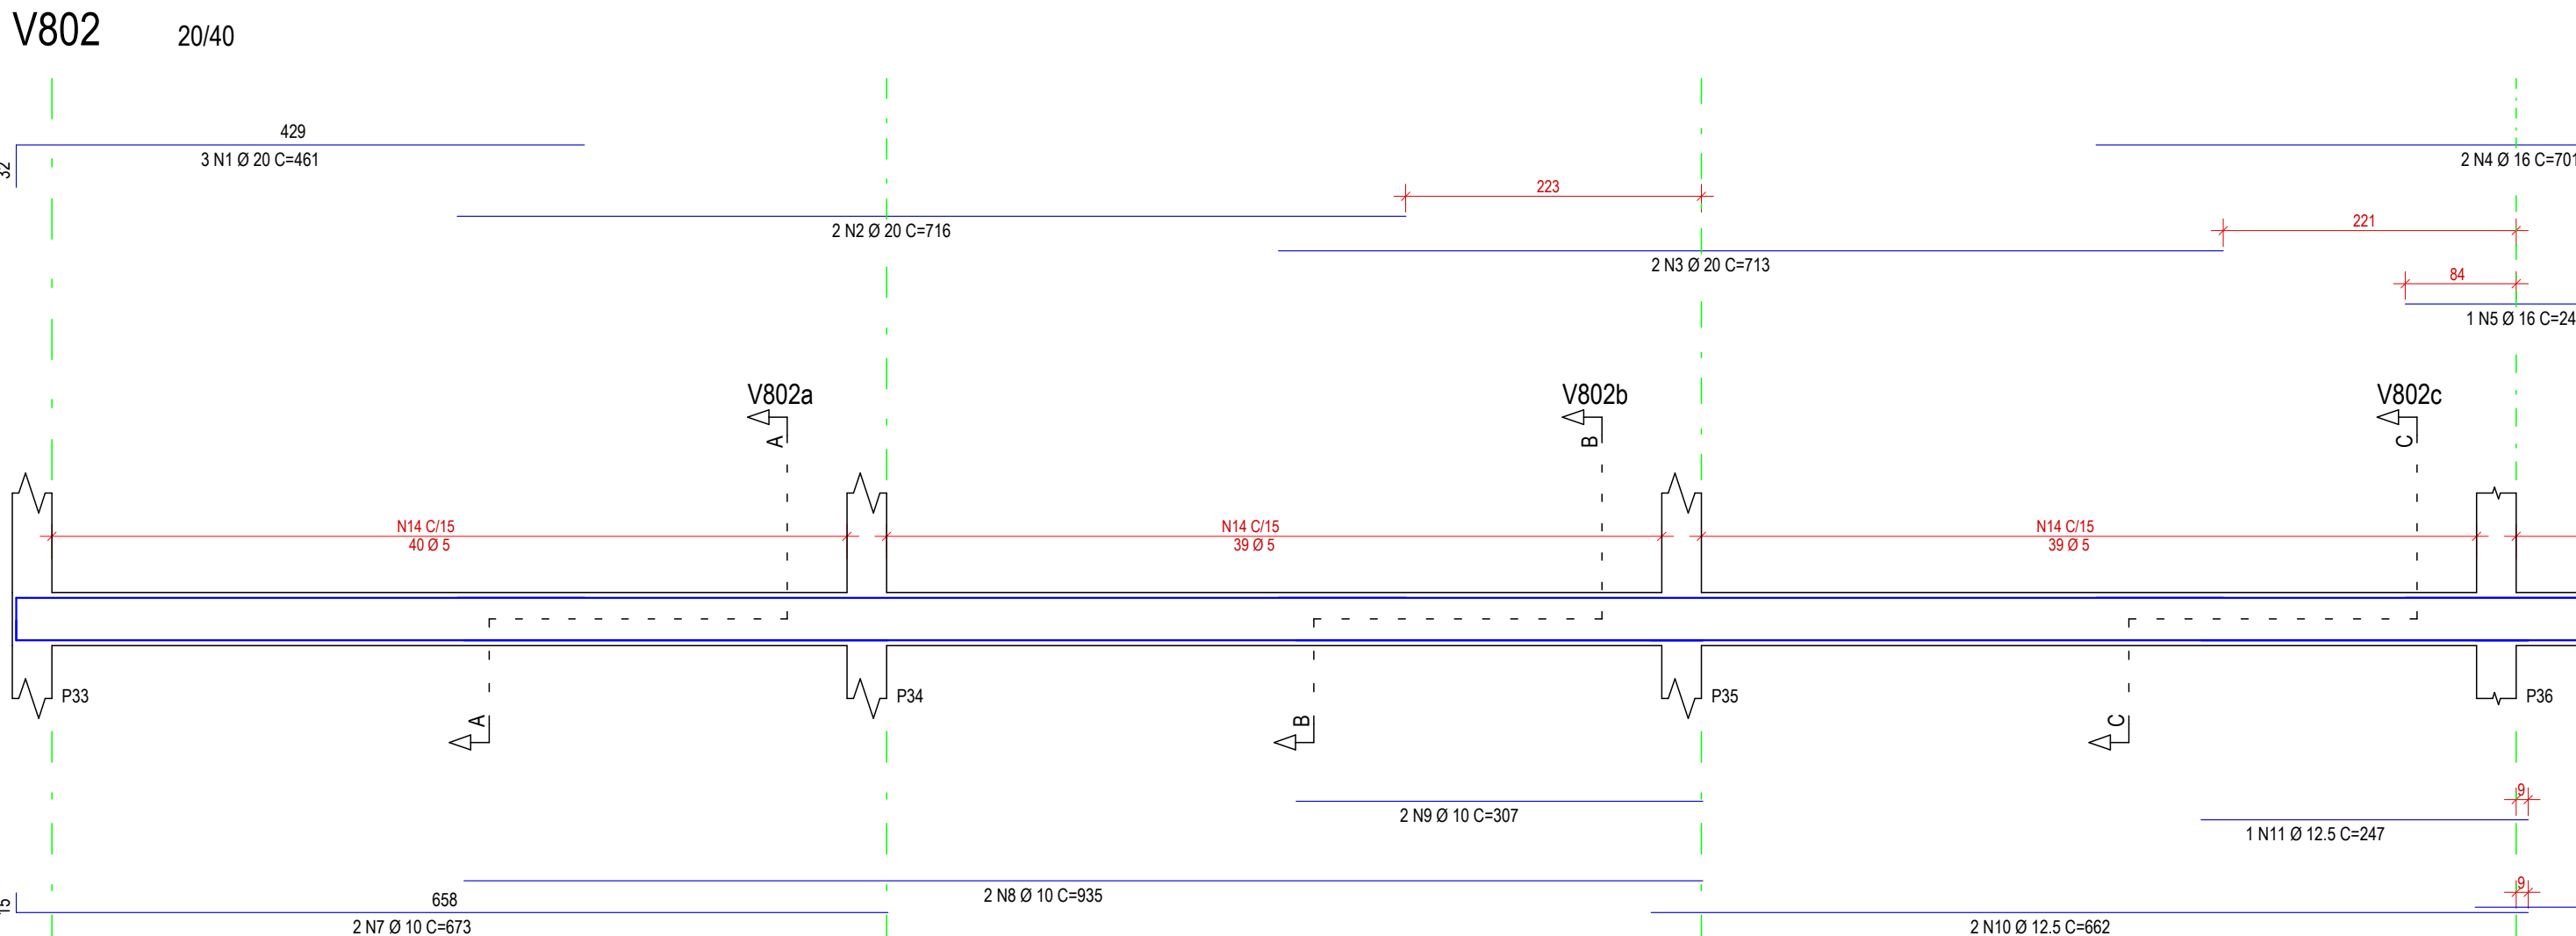 V802 20/40
429
3 N1 Ø 20 C=461
32
2 N4 Ø 16 C=701
223
2 N2 Ø 20 C=716
221
2 N3 Ø 20 C=713
84
1 N5 Ø 16 C=24
V802a V802b V802c
A B C
N14 C/15 N14 C/15 N14 C/15
40 Ø 5 39 Ø 5 39 Ø 5
P33 P34 P35 P36
A B C
9
2 N9 Ø 10 C=307
1 N11 Ø 12.5 C=247
9
2 N8 Ø 10 C=935
15
658
2 N7 Ø 10 C=673 2 N10 Ø 12.5 C=662